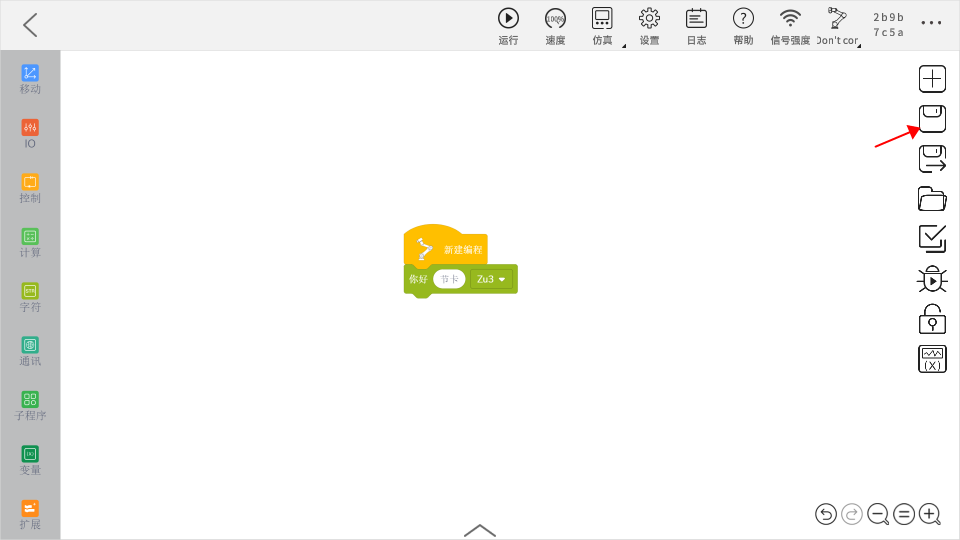 运行
100%
速度
仿真
设置
日志
帮助
信号强度
Don't cor
2b9b
7c5a
移动
IO
控制
计算
字符
通讯
子程序
变量
扩展
新建编程
你好 节卡 Zu3
(X)